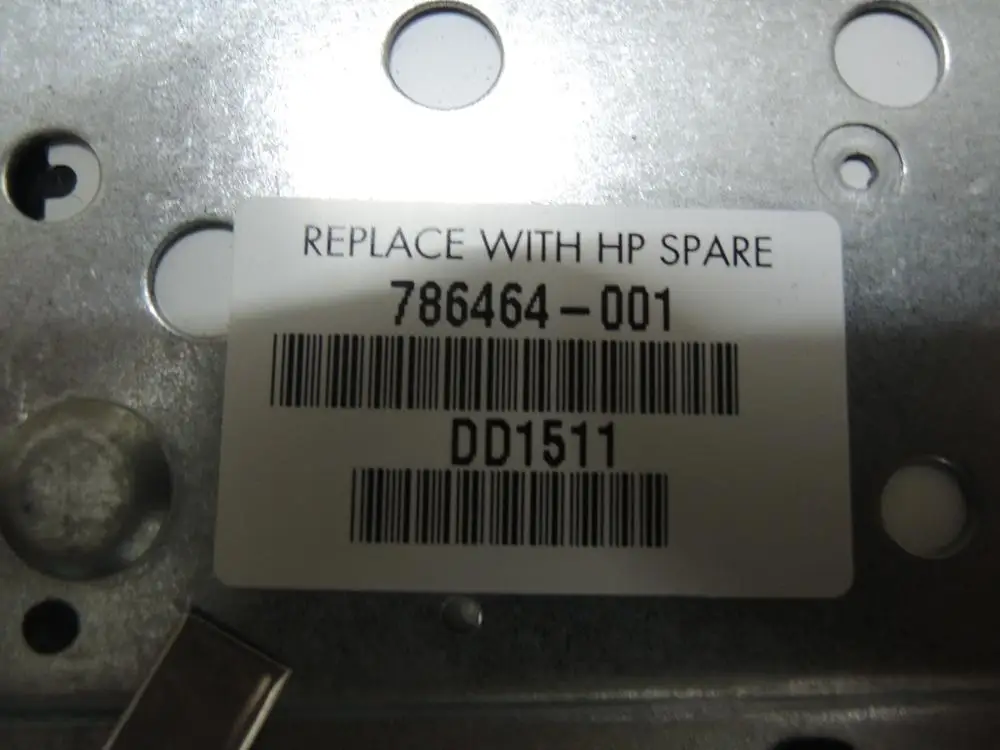 REPLACE WITH HP SPARE
786464-001
DD1511